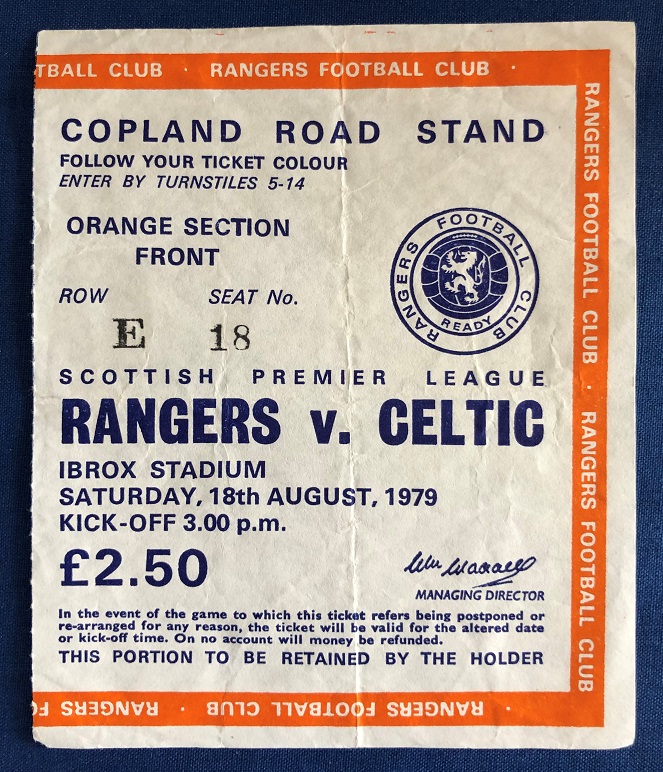 TBALL CLUB · RANGERS FOOTBALL CLUB ·
RANGERS FOOTBALL CLUB · RANGERS FOOTBALL CLUB
COPLAND ROAD STAND
FOLLOW YOUR TICKET COLOUR
ENTER BY TURNSTILES 5-14
ORANGE SECTION
FRONT
RANGERS FOOTBALL CLUB
READY
ROW SEAT No.
E 18
SCOTTISH PREMIER LEAGUE
RANGERS v. CELTIC
IBROX STADIUM
SATURDAY, 18th AUGUST, 1979
KICK-OFF 3.00 p.m.
£2.50
MANAGING DIRECTOR
In the event of the game to which this ticket refers being postponed or
re-arranged for any reason, the ticket will be valid for the altered date
or kick-off time. On no account will money be refunded.
THIS PORTION TO BE RETAINED BY THE HOLDER
· RANGERS FOOTBALL CLUB · RANGERS FO